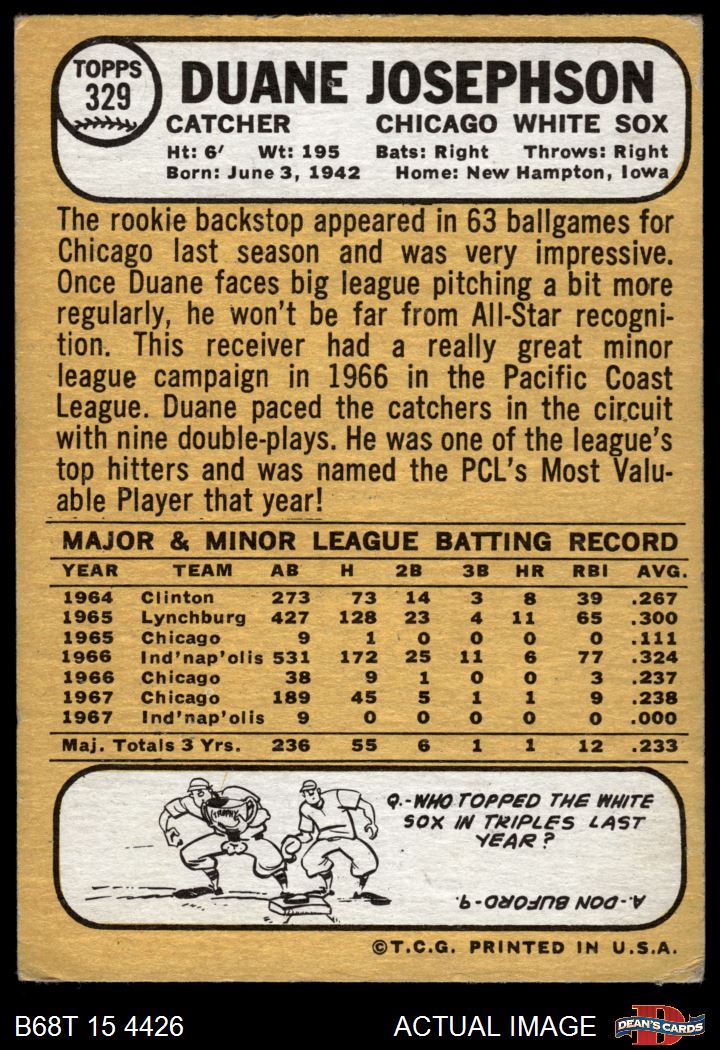 TOPPS
329
DUANE JOSEPHSON
CATCHER CHICAGO WHITE SOX
Ht: 6' Wt: 195 Bats: Right Throws: Right
Born: June 3, 1942 Home: New Hampton, Iowa
The rookie backstop appeared in 63 ballgames for
Chicago last season and was very impressive.
Once Duane faces big league pitching a bit more
regularly, he won't be far from All-Star recogni-
tion. This receiver had a really great minor
league campaign in 1966 in the Pacific Coast
League. Duane paced the catchers in the circuit
with nine double-plays. He was one of the league's
top hitters and was named the PCL's Most Valu-
able Player that year!
MAJOR & MINOR LEAGUE BATTING RECORD
YEAR TEAM AB H 2B 3B HR RBI AVG.
1964 Clinton 273 73 14 3 8 39 .267
1965 Lynchburg 427 128 23 4 11 65 .300
1965 Chicago 9 1 0 0 0 0 .111
1966 Ind'nap'olis 531 172 25 11 6 77 .324
1966 Chicago 38 9 1 0 0 3 .237
1967 Chicago 189 45 5 1 1 9 .238
1967 Ind'nap'olis 9 0 0 0 0 0 .000
Maj. Totals 3 Yrs. 236 55 6 1 1 12 .233
TROPHY
Q.-WHO TOPPED THE WHITE
SOX IN TRIPLES LAST
YEAR?
A-DON BUFORD-9.
©T.C.G. PRINTED IN U.S.A.
B68T 15 4426 ACTUAL IMAGE
D
DEAN'S CARDS